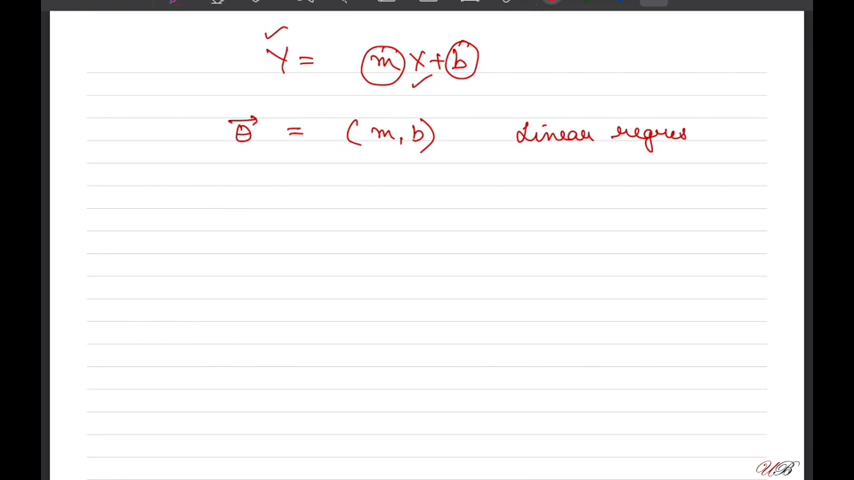 Y = m X + b
θ = (m, b) Linear regres
UB